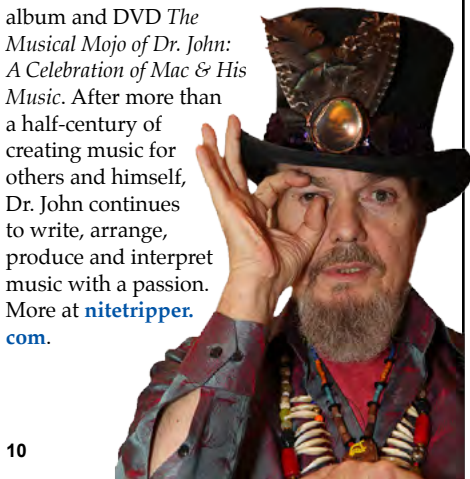 album and DVD The
Musical Mojo of Dr. John:
A Celebration of Mac & His
Music. After more than
a half-century of
creating music for
others and himself,
Dr. John continues
to write, arrange,
produce and interpret
music with a passion.
More at nitetripper.
com.
10